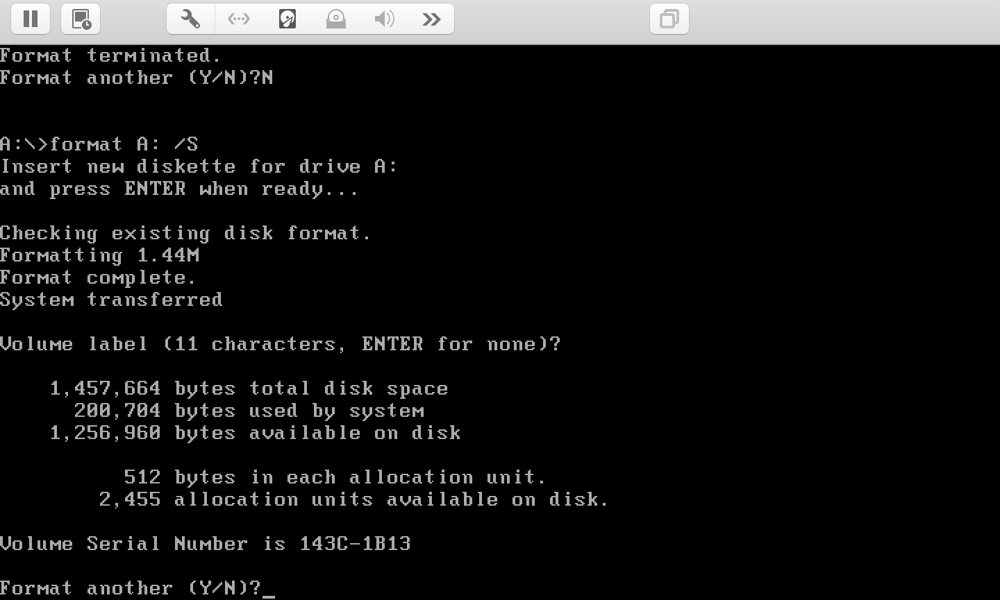 Format terminated.
Format another (Y/N)?N
A:\>format A: /S
Insert new diskette for drive A:
and press ENTER when ready...
Checking existing disk format.
Formatting 1.44M
Format complete.
System transferred
Volume label (11 characters, ENTER for none)?
1,457,664 bytes total disk space
200,704 bytes used by system
1,256,960 bytes available on disk
512 bytes in each allocation unit.
2,455 allocation units available on disk.
Volume Serial Number is 143C-1B13
Format another (Y/N)?_